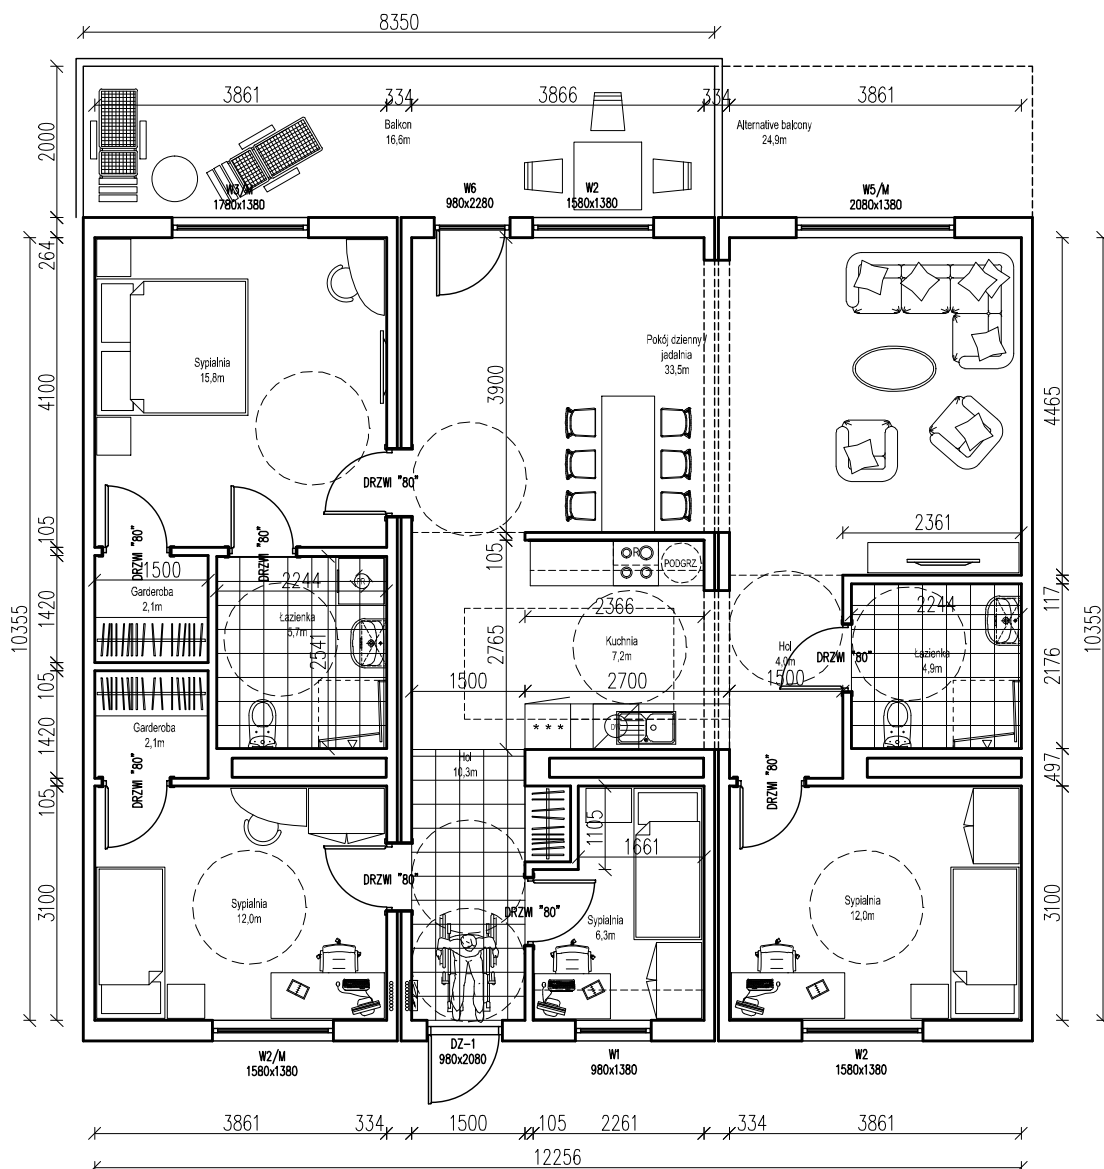 8350
3861
334
3866
334
3861
Balkon
16,6m
Alternative balcony
24,9m
2000
W3/M
1780x1380
W6
980x2280
W2
1580x1380
W5/M
2080x1380
264
Sypialnia
15,8m
Pokój dzienny/
jadalnia
33,5m
4100
3900
4465
DRZWI "80"
2361
105
DRZWI "80"
DRZWI "80"
105
R
PODGRZ.
1500
Garderoba
2,1m
2244
PR
Łazienka
5,7m
2541
1420
2366
117
2244
10355
2765
Kuchnia
7,2m
Hol
4,0m
DRZWI "80"
Łazienka
4,9m
10355
2176
105
1500
2700
1500
1420
Garderoba
2,1m
* * *
Hol
10,3m
497
DRZWI "80"
DRZWI "80"
105
1105
1661
DRZWI "80"
3100
Sypialnia
12,0m
DRZWI "80"
Sypialnia
6,3m
Sypialnia
12,0m
3100
W2/M
1580x1380
DZ-1
980x2080
W1
980x1380
W2
1580x1380
3861
334
1500
105
2261
334
3861
12256